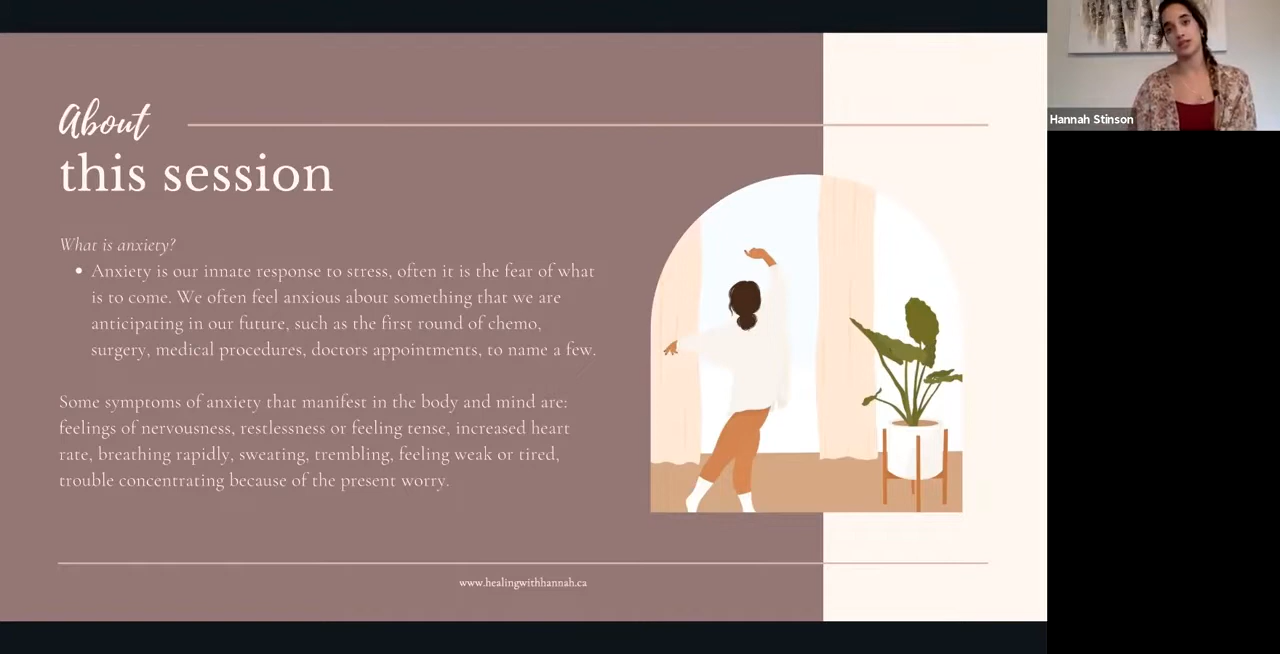 About
this session
What is anxiety?
• Anxiety is our innate response to stress, often it is the fear of what
is to come. We often feel anxious about something that we are
anticipating in our future, such as the first round of chemo,
surgery, medical procedures, doctors appointments, to name a few.
Some symptoms of anxiety that manifest in the body and mind are:
feelings of nervousness, restlessness or feeling tense, increased heart
rate, breathing rapidly, sweating, trembling, feeling weak or tired,
trouble concentrating because of the present worry.
www.healingwithhannah.ca
Hannah Stinson